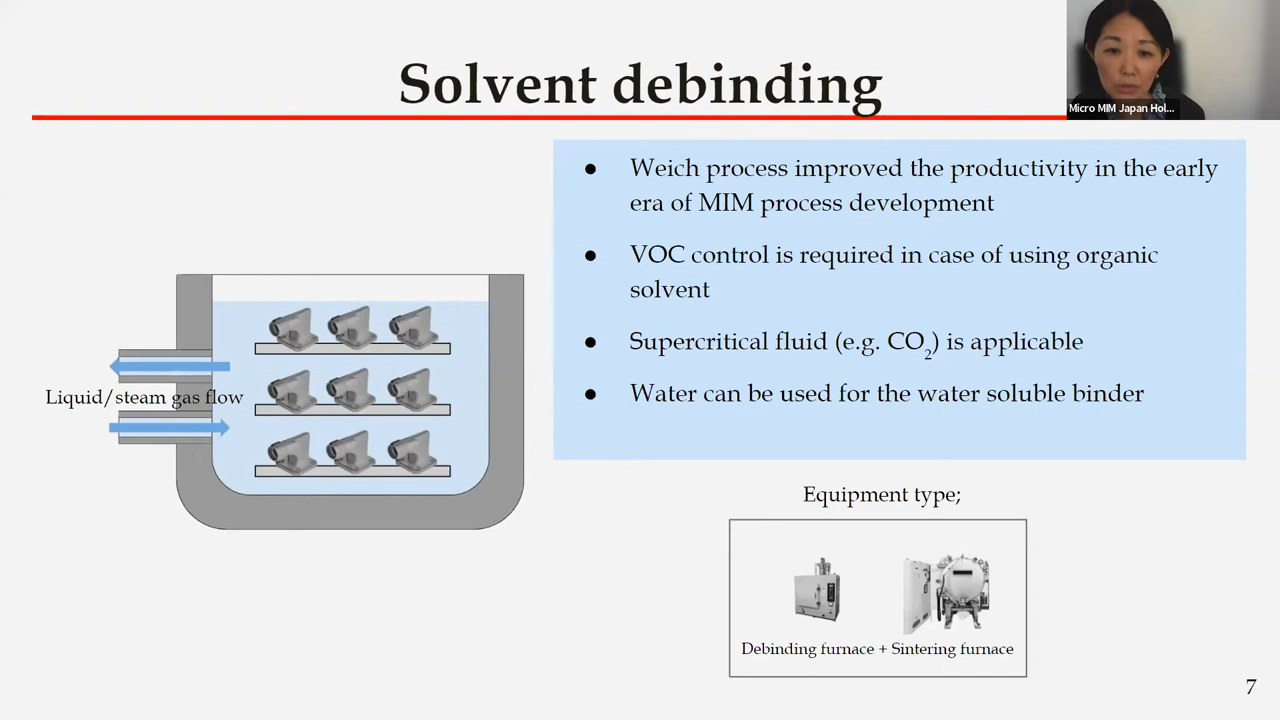 Solvent debinding
Micro MIM Japan Hol...
● Weich process improved the productivity in the early
era of MIM process development
● VOC control is required in case of using organic
solvent
● Supercritical fluid (e.g. CO₂) is applicable
● Water can be used for the water soluble binder
Liquid/steam gas flow
Equipment type;
Debinding furnace + Sintering furnace
7